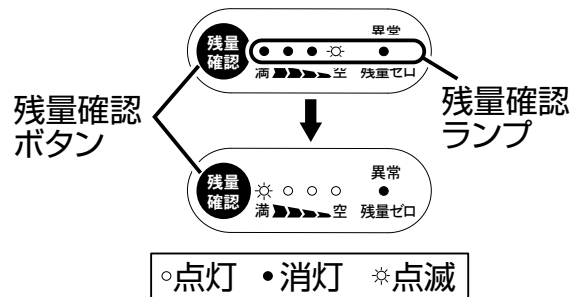 異常
残量
確認
満 空 残量ゼロ
残量確認
ボタン
残量確認
ランプ
異常
残量
確認
満 空 残量ゼロ
○点灯 ●消灯 ☼点滅